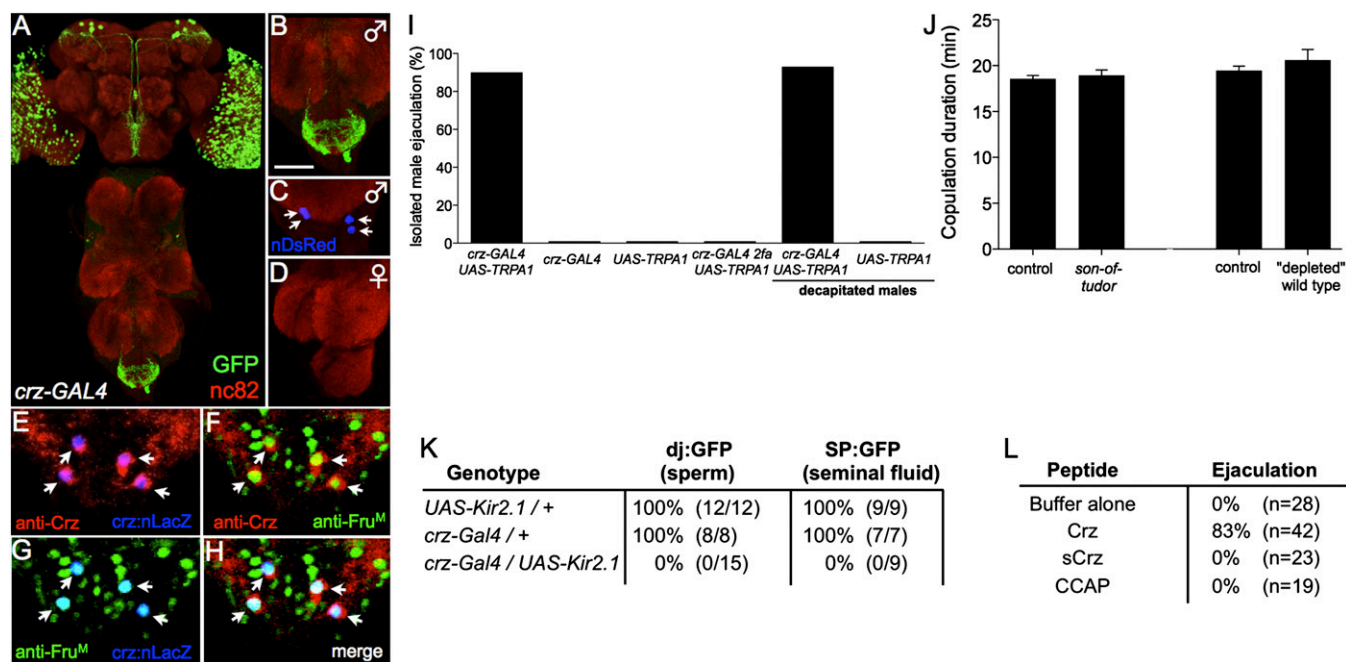 A
crz-GAL4
GFP
nc82
B ♂
C ♂
nDsRed
D ♀
E
anti-Crz crz:nLacZ
F
anti-Crz anti-Fruᴹ
G
anti-Fruᴹ crz:nLacZ
H
merge
I
Isolated male ejaculation (%)
100
80
60
40
20
0
crz-GAL4 UAS-TRPA1
crz-GAL4
UAS-TRPA1
crz-GAL4 2fa UAS-TRPA1
crz-GAL4 UAS-TRPA1
UAS-TRPA1
decapitated males
J
Copulation duration (min)
25
20
15
10
5
0
control
son-of-tudor
control
"depleted" wild type
K
dj:GFP SP:GFP
Genotype (sperm) (seminal fluid)
UAS-Kir2.1 / + 100% (12/12) 100% (9/9)
crz-Gal4 / + 100% (8/8) 100% (7/7)
crz-Gal4 / UAS-Kir2.1 0% (0/15) 0% (0/9)
L
Peptide Ejaculation
Buffer alone 0% (n=28)
Crz 83% (n=42)
sCrz 0% (n=23)
CCAP 0% (n=19)